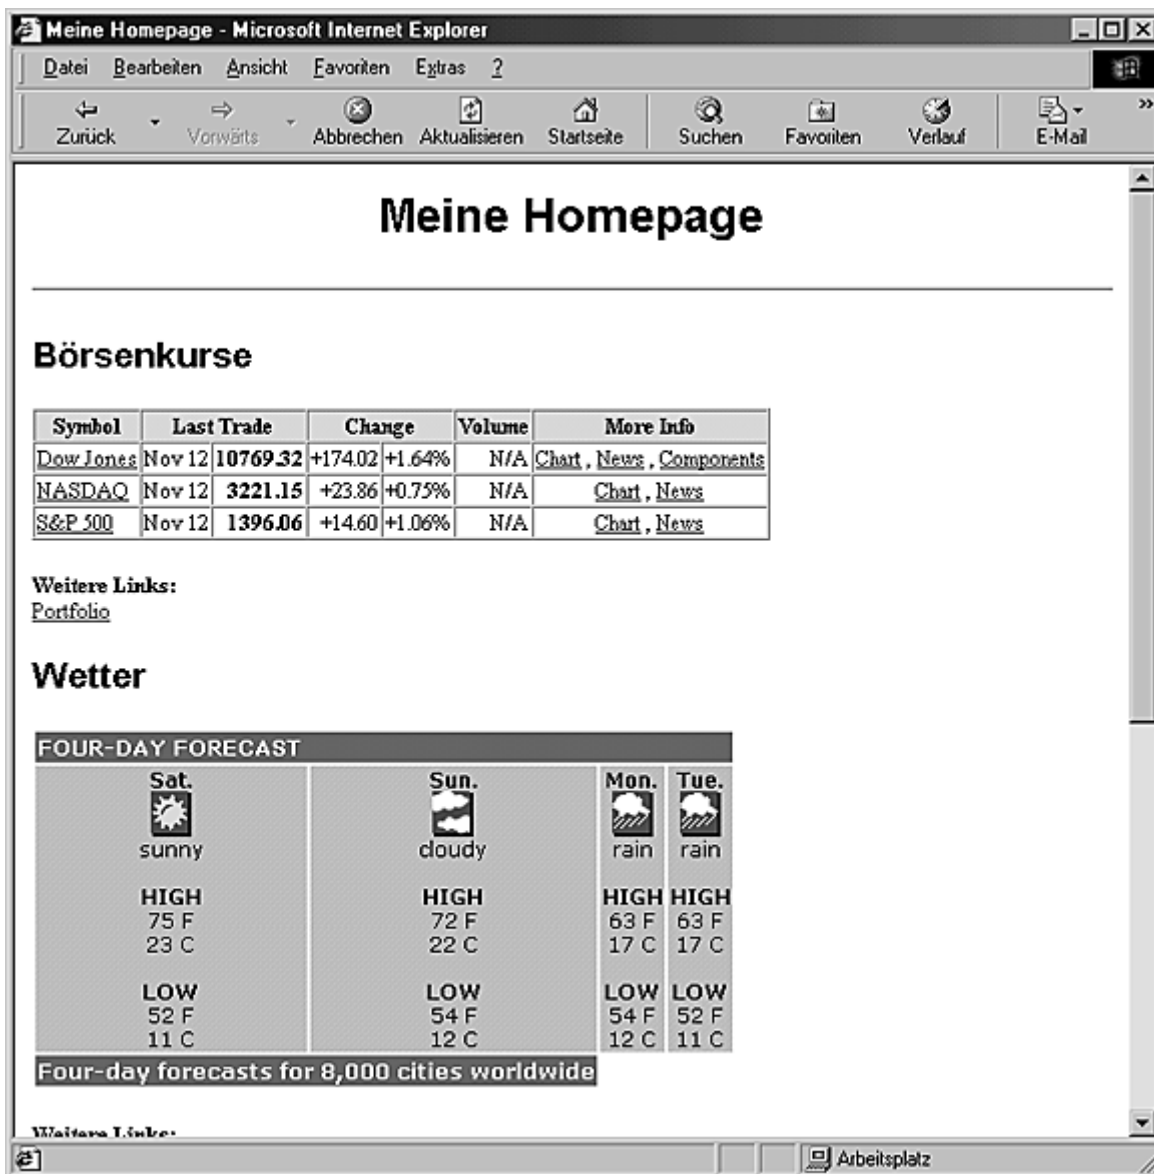 Meine Homepage - Microsoft Internet Explorer
Datei Bearbeiten Ansicht Favoriten Extras ?
Zurück Vorwärts Abbrechen Aktualisieren Startseite Suchen Favoriten Verlauf E-Mail »
Meine Homepage
Börsenkurse
Symbol Last Trade Change Volume More Info
Dow Jones Nov 12 10769.32 +174.02 +1.64% N/A Chart , News , Components
NASDAQ Nov 12 3221.15 +23.86 +0.75% N/A Chart , News
S&P 500 Nov 12 1396.06 +14.60 +1.06% N/A Chart , News
Weitere Links:
Portfolio
Wetter
FOUR-DAY FORECAST
Sat. Sun. Mon. Tue.
sunny cloudy rain rain
HIGH HIGH HIGH HIGH
75 F 72 F 63 F 63 F
23 C 22 C 17 C 17 C
LOW LOW LOW LOW
52 F 54 F 54 F 52 F
11 C 12 C 12 C 11 C
Four-day forecasts for 8,000 cities worldwide
Weitere Links:
Arbeitsplatz